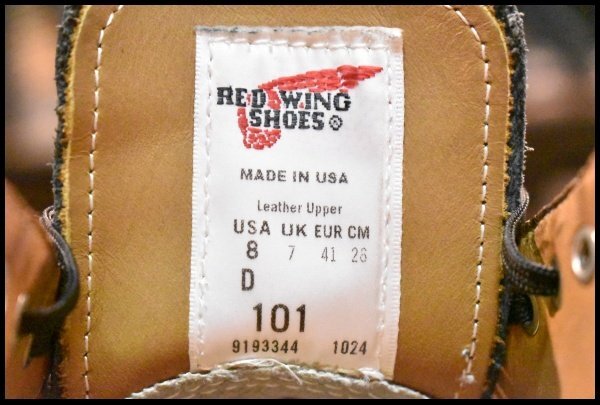 RED WING
SHOES®
MADE IN USA
Leather Upper
USA UK EUR CM
8 7 41 26
D
101
9193344 1024